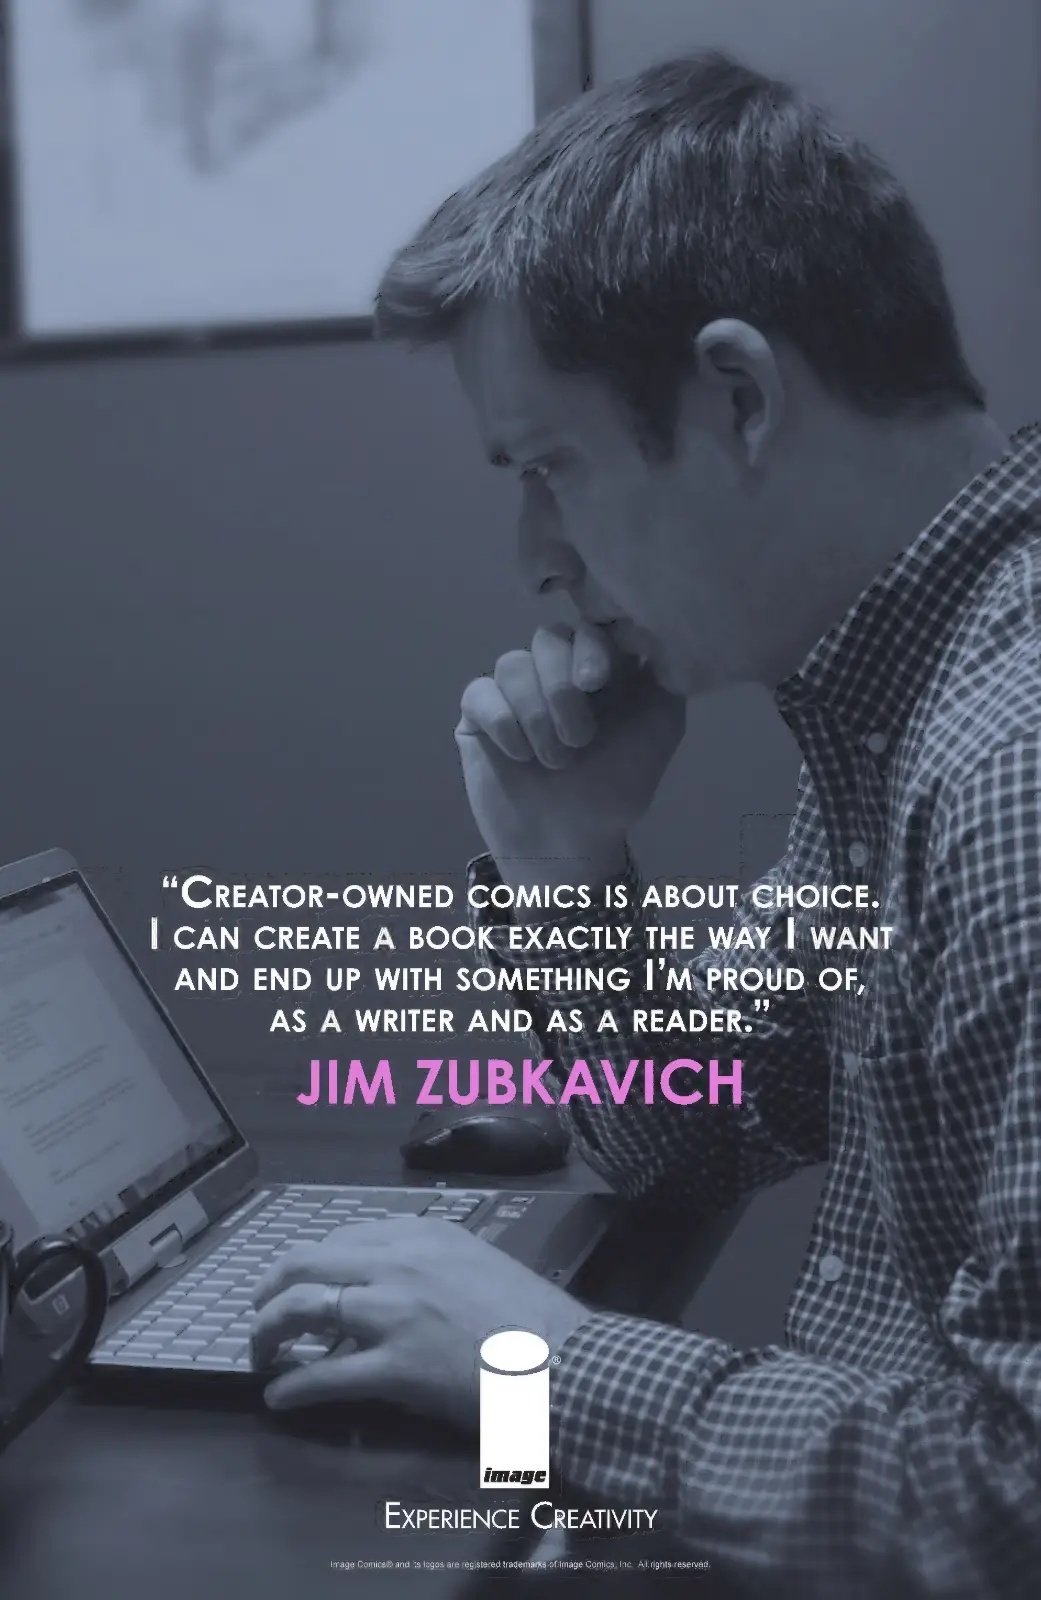 “Creator-owned comics is about choice.
I can create a book exactly the way I want
and end up with something I’m proud of,
as a writer and as a reader.”
JIM ZUBKAVICH
image®
Experience Creativity
Image Comics® and its logos are registered trademarks of Image Comics, Inc. All rights reserved.